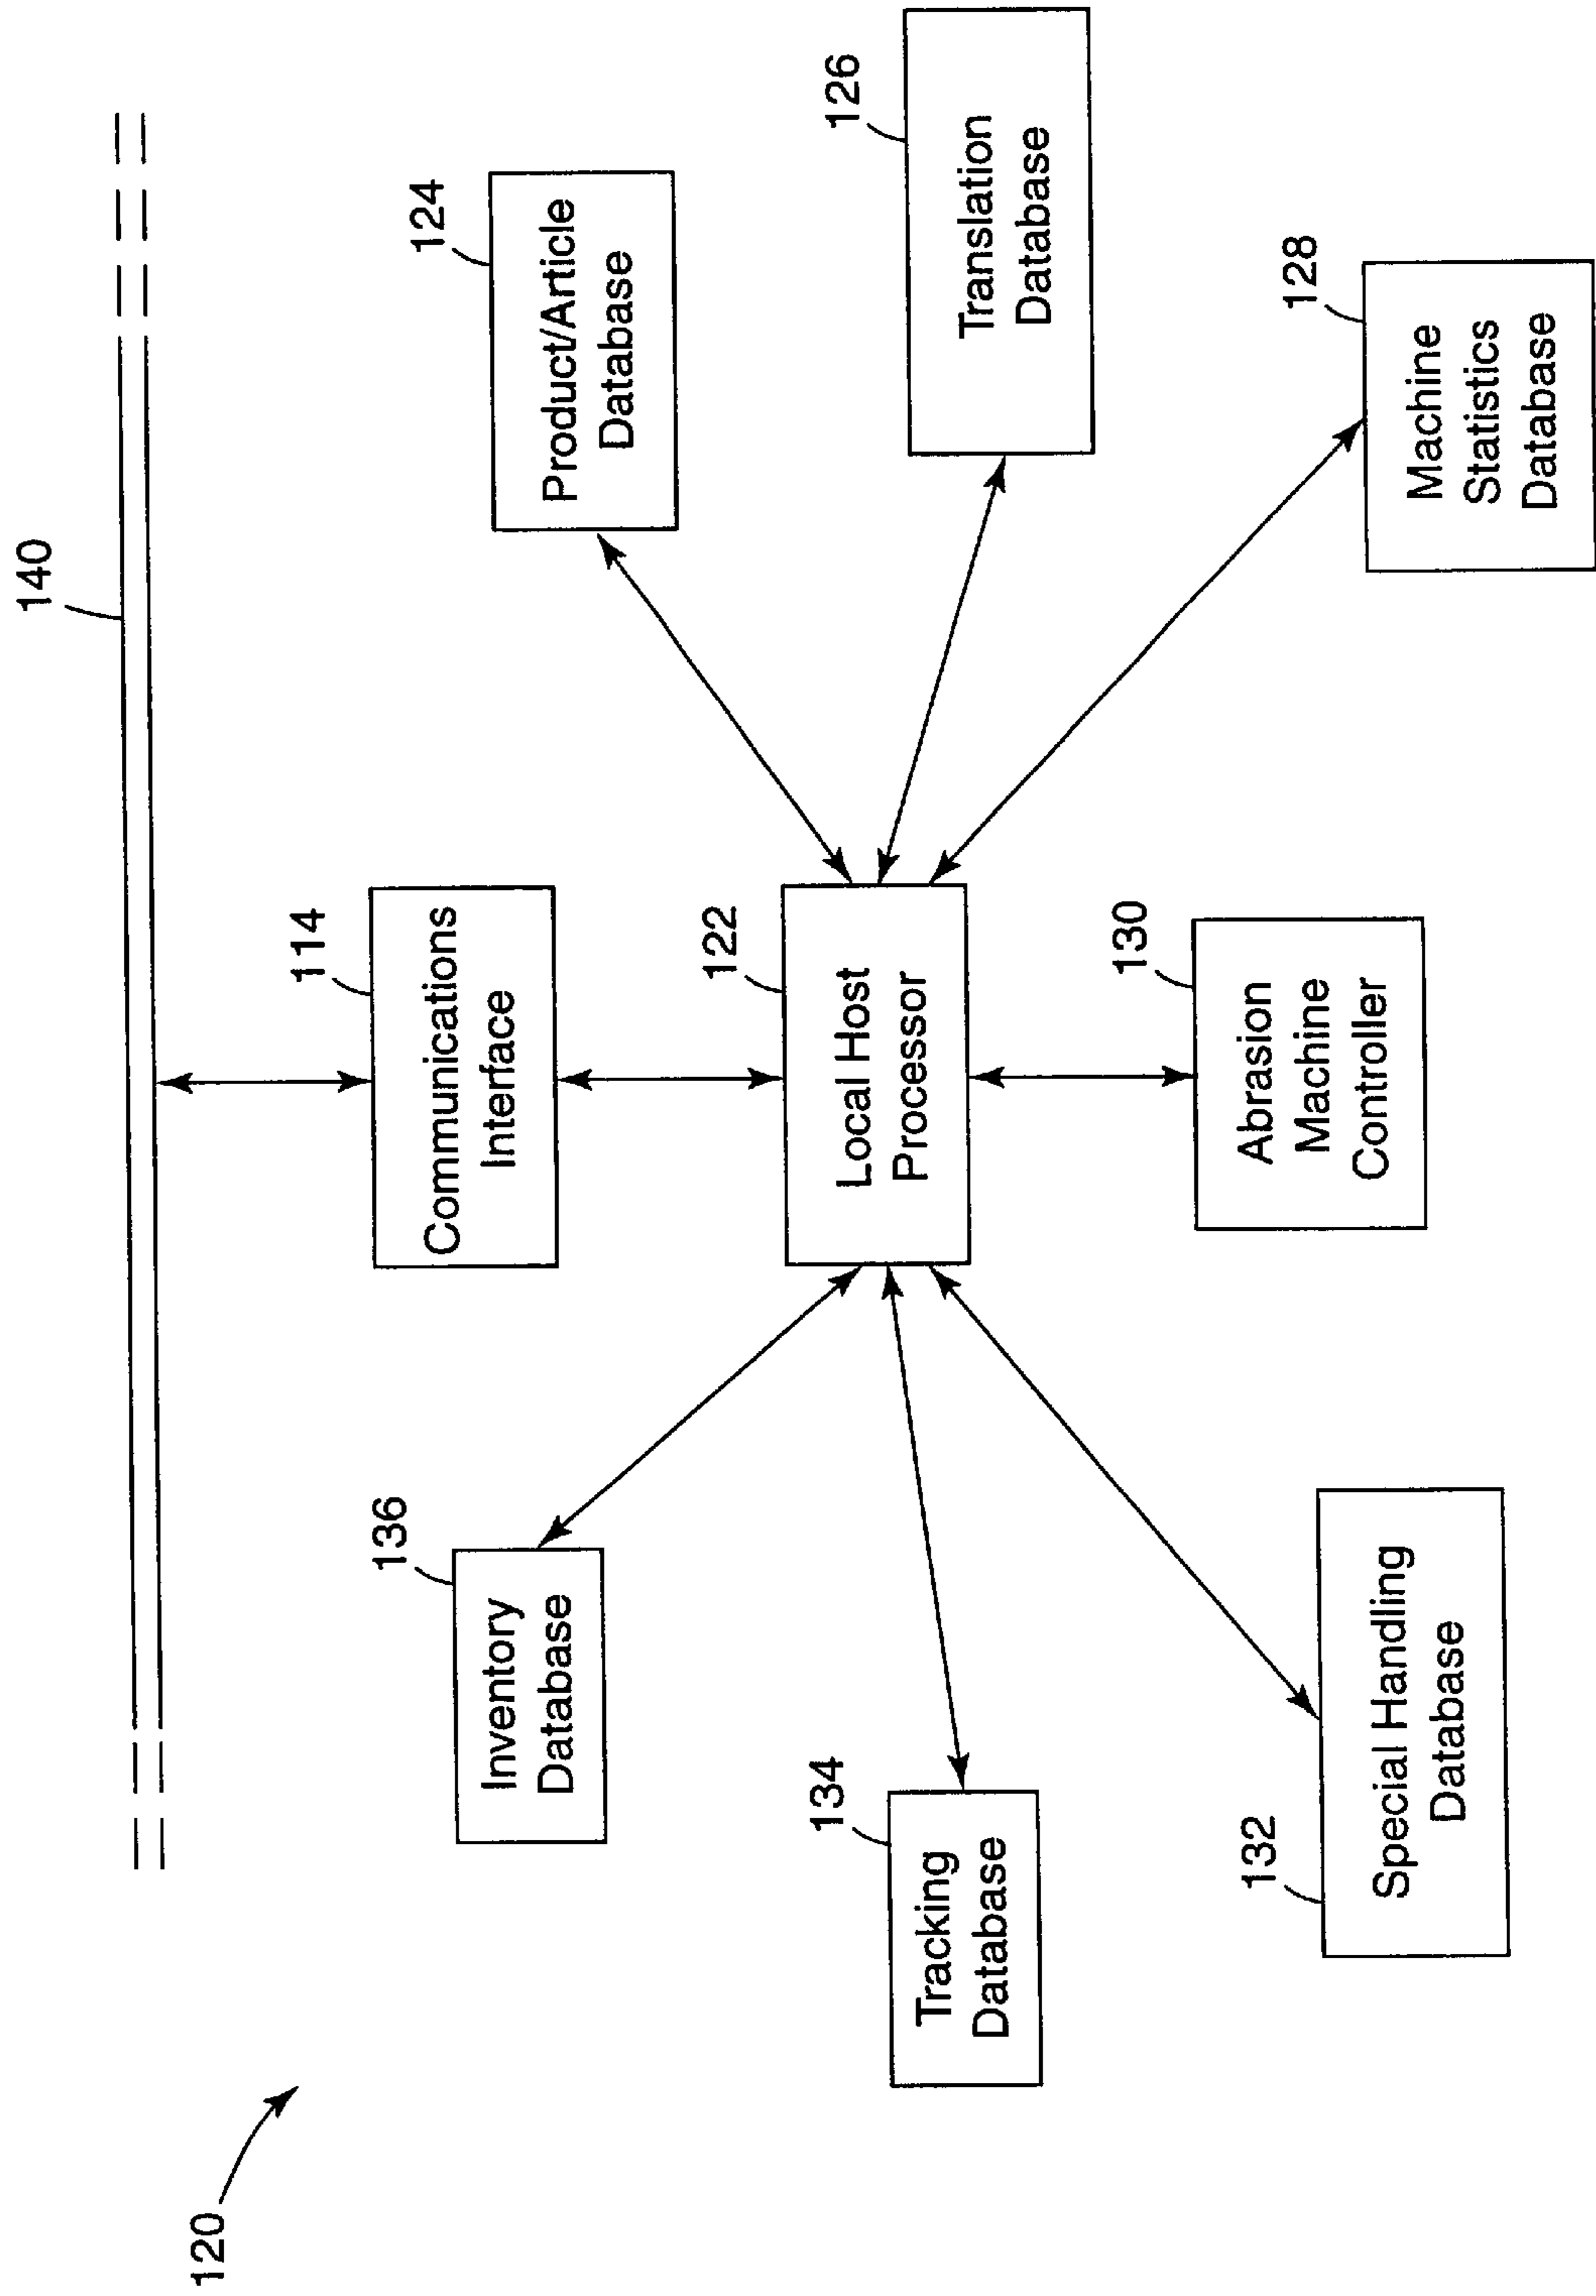 140
114
Communications
Interface
124
Product/Article
Database
136
Inventory
Database
122
Local Host
Processor
126
Translation
Database
134
Tracking
Database
130
Abrasion
Machine
Controller
128
Machine
Statistics
Database
132
Special Handling
Database
120